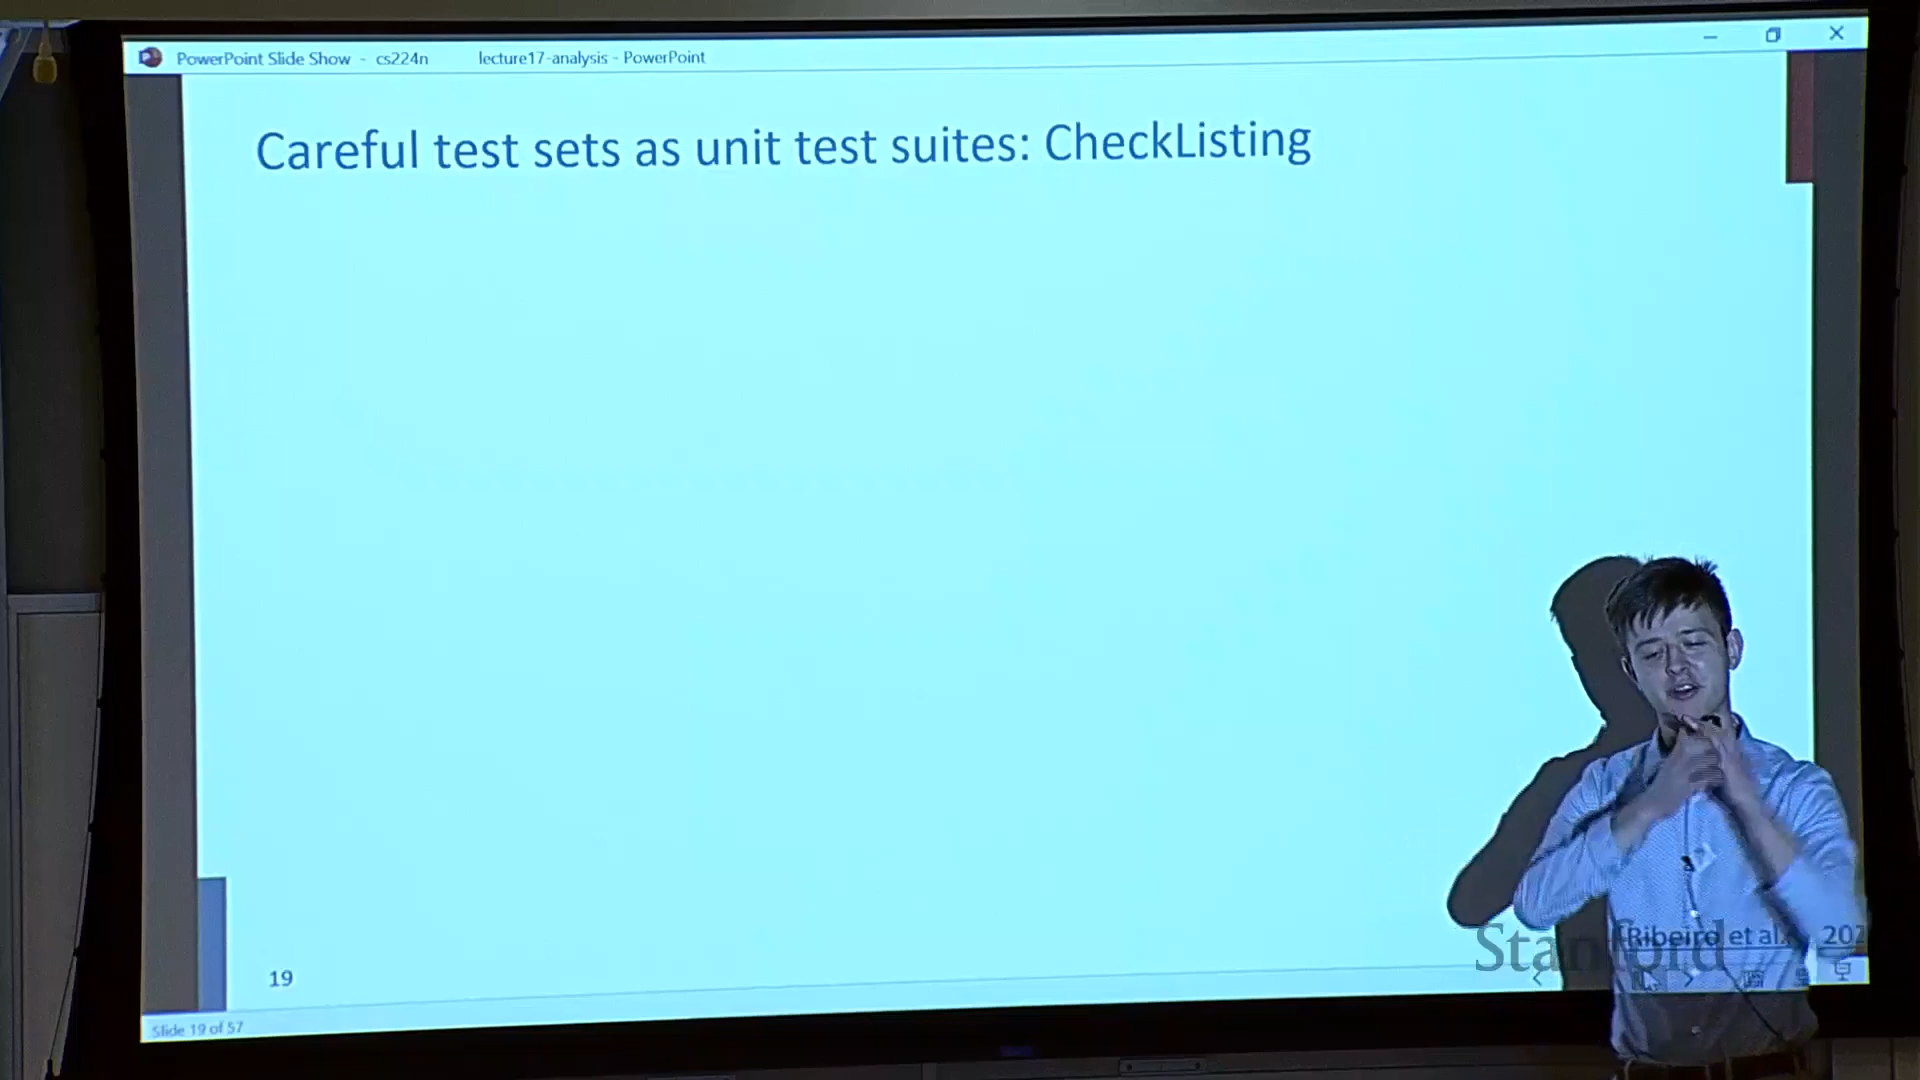 PowerPoint Slide Show - cs224n lecture17-analysis - PowerPoint
Careful test sets as unit test suites: CheckListing
Ribeiro et al.
Stanford
19
Slide 19 of 57